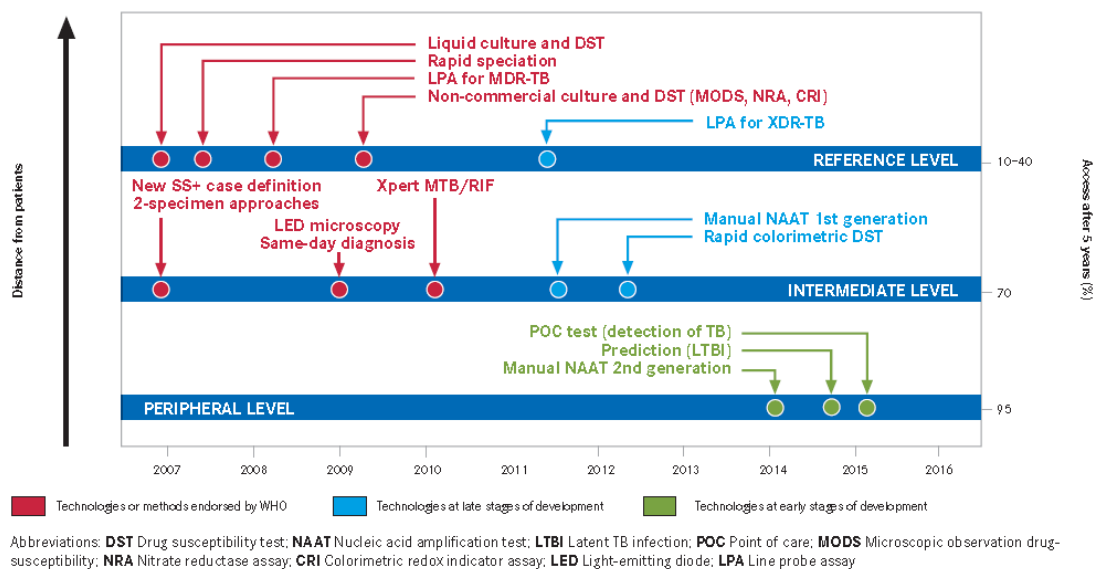 Liquid culture and DST
Rapid speciation
LPA for MDR-TB
Non-commercial culture and DST (MODS, NRA, CRI)
LPA for XDR-TB
REFERENCE LEVEL
10–40
New SS+ case definition
2-specimen approaches
Xpert MTB/RIF
LED microscopy
Same-day diagnosis
Manual NAAT 1st generation
Rapid colorimetric DST
Distance from patients
Access after 5 years (%)
INTERMEDIATE LEVEL
70
POC test (detection of TB)
Prediction (LTBI)
Manual NAAT 2nd generation
PERIPHERAL LEVEL
95
2007 2008 2009 2010 2011 2012 2013 2014 2015 2016
Technologies or methods endorsed by WHO
Technologies at late stages of development
Technologies at early stages of development
Abbreviations: DST Drug susceptibility test; NAAT Nucleic acid amplification test; LTBI Latent TB infection; POC Point of care; MODS Microscopic observation drug-
susceptibility; NRA Nitrate reductase assay; CRI Colorimetric redox indicator assay; LED Light-emitting diode; LPA Line probe assay